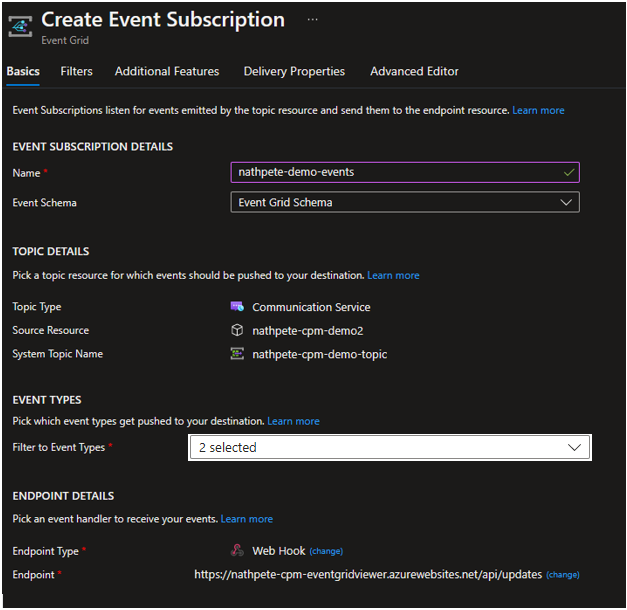 Create Event Subscription ...
Event Grid
Basics Filters Additional Features Delivery Properties Advanced Editor
Event Subscriptions listen for events emitted by the topic resource and send them to the endpoint resource. Learn more
EVENT SUBSCRIPTION DETAILS
Name * nathpete-demo-events
Event Schema Event Grid Schema
TOPIC DETAILS
Pick a topic resource for which events should be pushed to your destination. Learn more
Topic Type Communication Service
Source Resource nathpete-cpm-demo2
System Topic Name nathpete-cpm-demo-topic
EVENT TYPES
Pick which event types get pushed to your destination. Learn more
Filter to Event Types * 2 selected
ENDPOINT DETAILS
Pick an event handler to receive your events. Learn more
Endpoint Type * Web Hook (change)
Endpoint * https://nathpete-cpm-eventgridviewer.azurewebsites.net/api/updates (change)